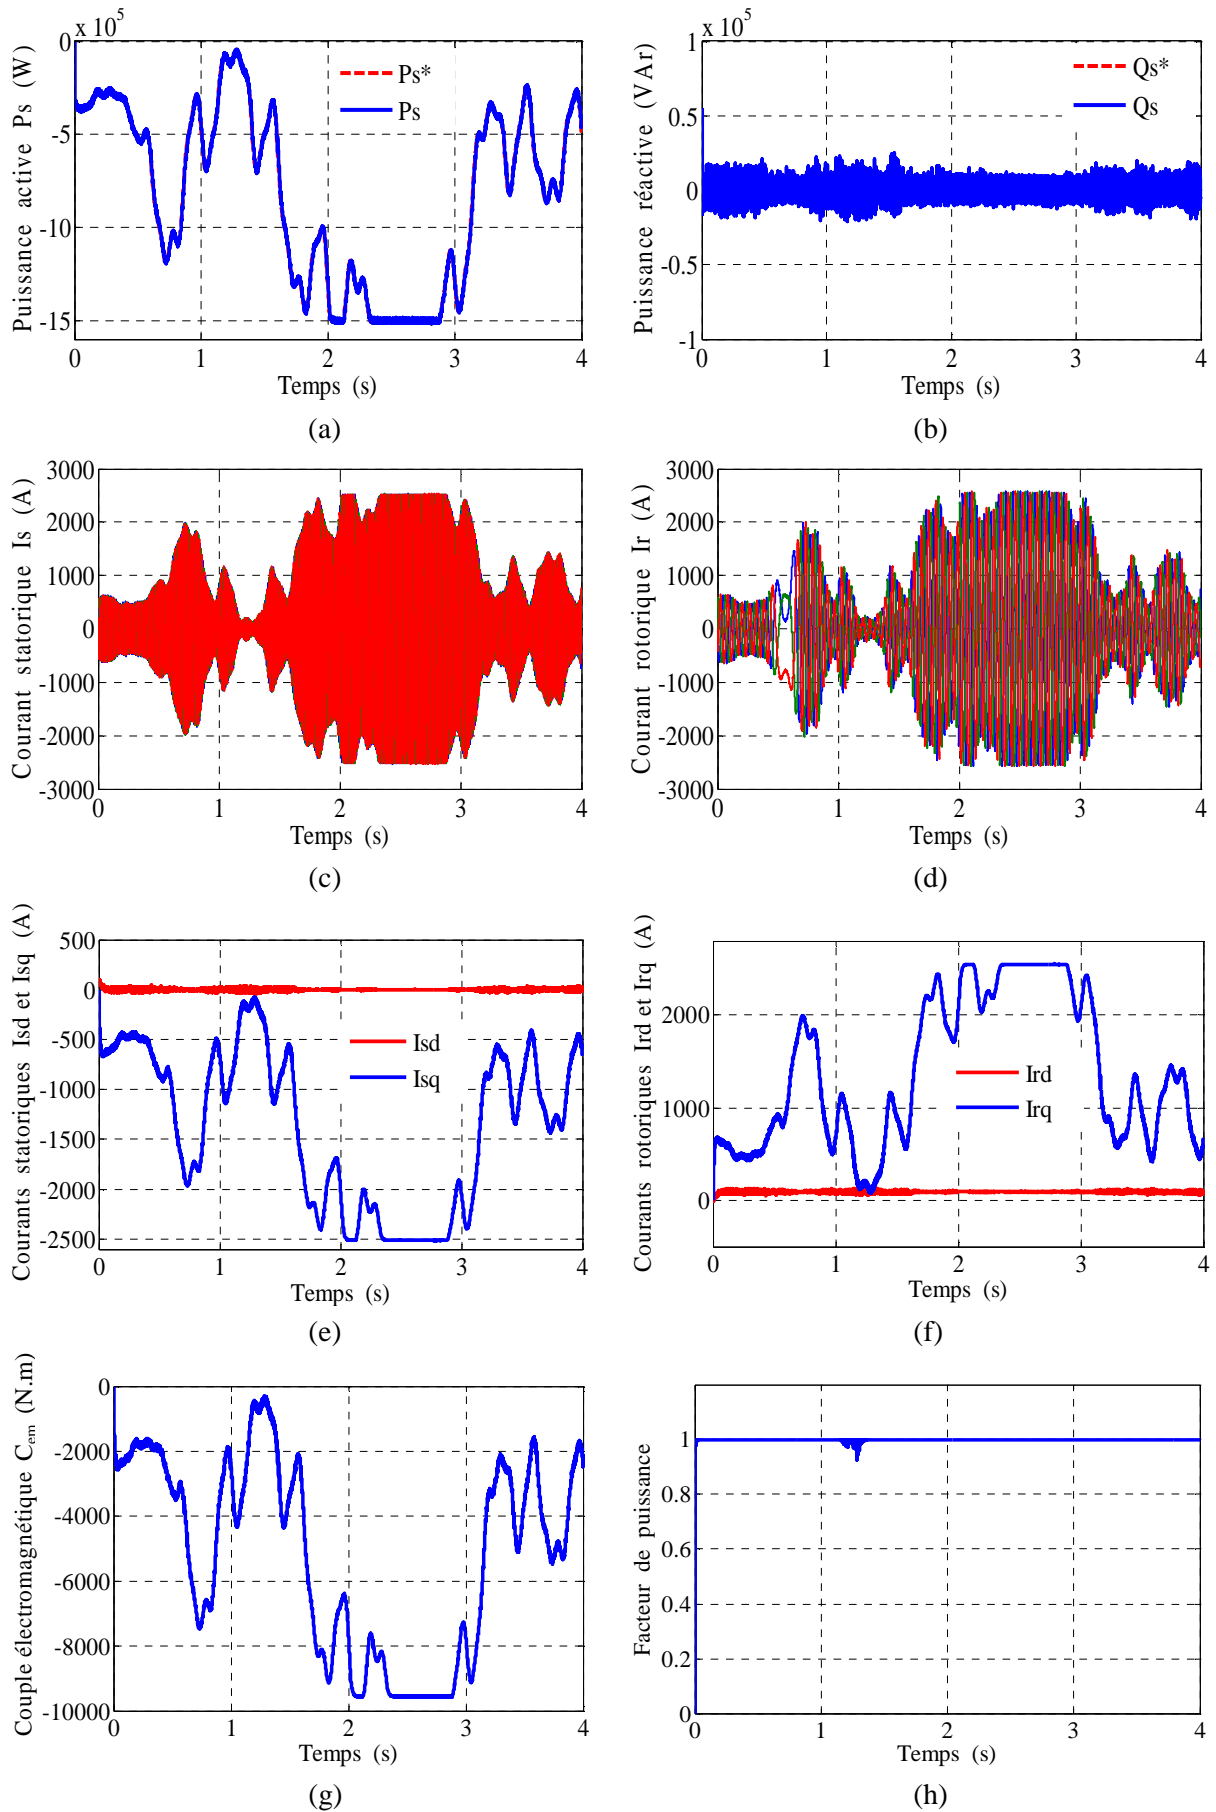 x 10^5
0
-5
-10
-15
Puissance active Ps (W)
Ps*
Ps
0
1
2
3
4
Temps (s)
(a)
x 10^5
1
0.5
0
-0.5
-1
Puissance réactive (VAr)
Qs*
Qs
0
1
2
3
4
Temps (s)
(b)
3000
2000
1000
0
-1000
-2000
-3000
Courant statorique Is (A)
0
1
2
3
4
Temps (s)
(c)
3000
2000
1000
0
-1000
-2000
-3000
Courant rotorique Ir (A)
0
1
2
3
4
Temps (s)
(d)
500
0
-500
-1000
-1500
-2000
-2500
Courants statoriques Isd et Isq (A)
Isd
Isq
0
1
2
3
4
Temps (s)
(e)
2000
1000
0
Courants rotoriques Ird et Irq (A)
Ird
Irq
0
1
2
3
4
Temps (s)
(f)
0
-2000
-4000
-6000
-8000
-10000
Couple électromagnétique Cem (N.m)
0
1
2
3
4
Temps (s)
(g)
1
0.8
0.6
0.4
0.2
0
Facteur de puissance
0
1
2
3
4
Temps (s)
(h)